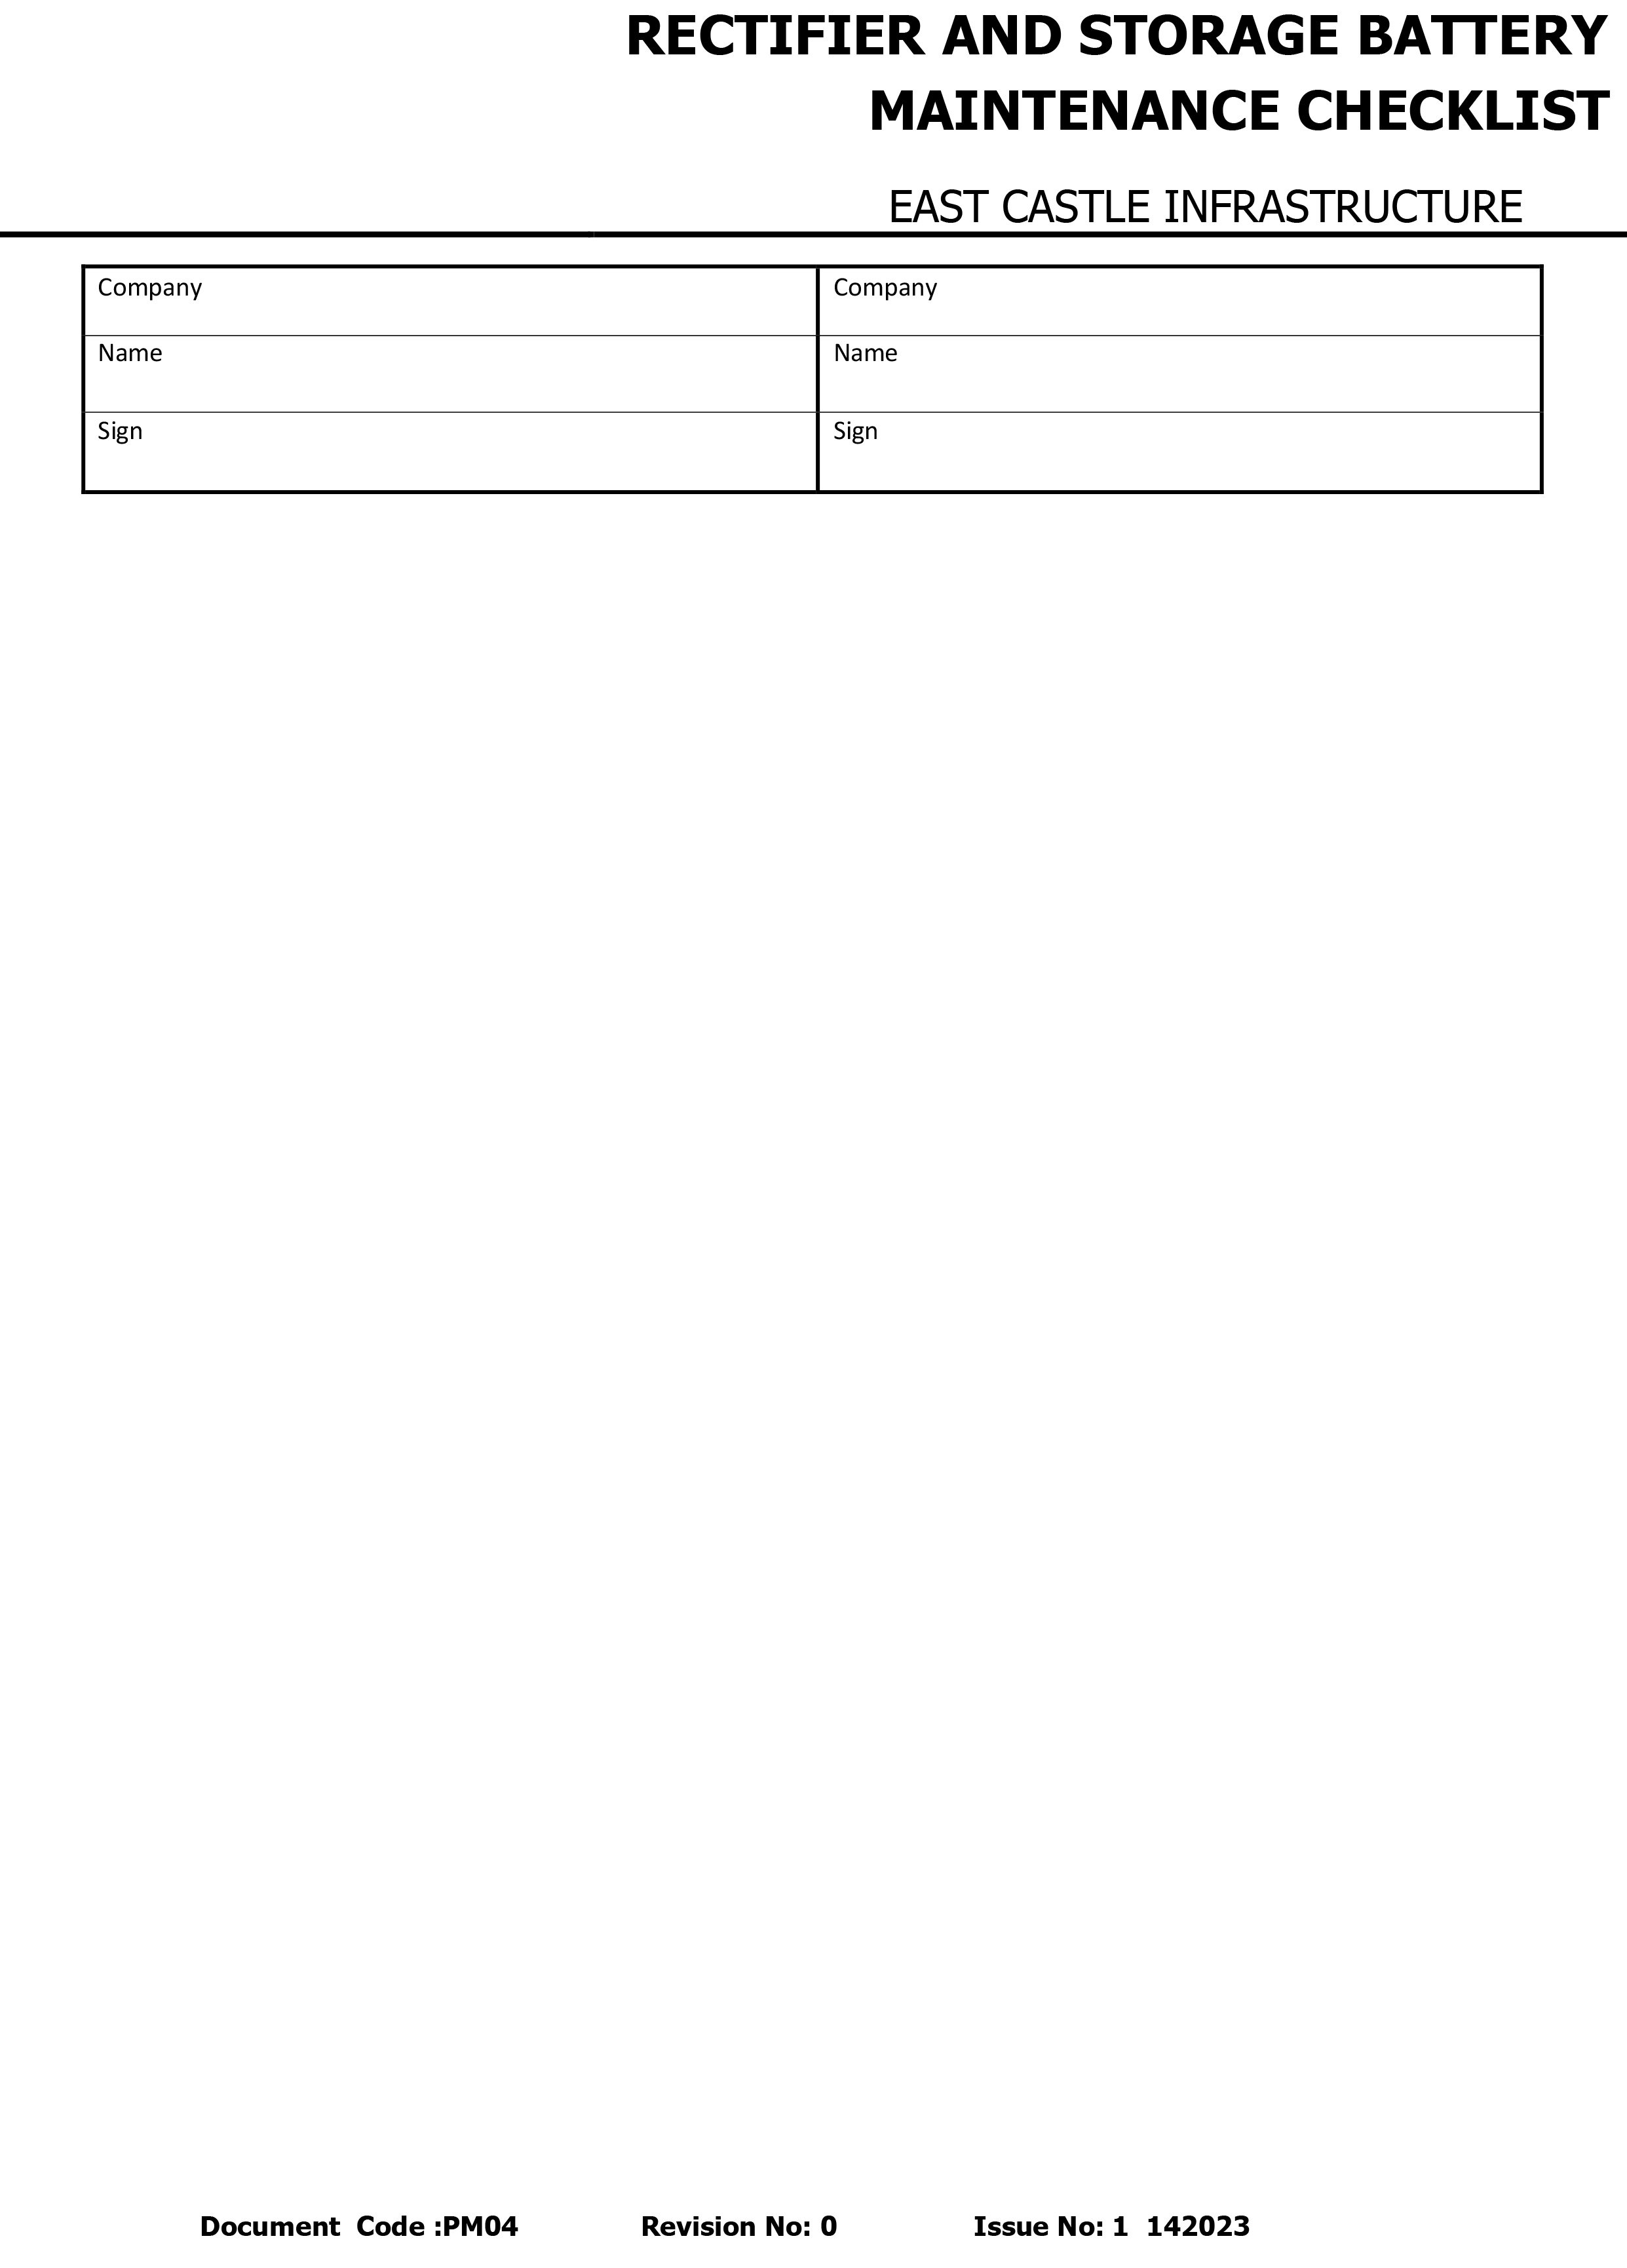 RECTIFIER AND STORAGE BATTERY
MAINTENANCE CHECKLIST
EAST CASTLE INFRASTRUCTURE
Company Company
Name Name
Sign Sign
Document Code :PM04 Revision No: 0 Issue No: 1 142023